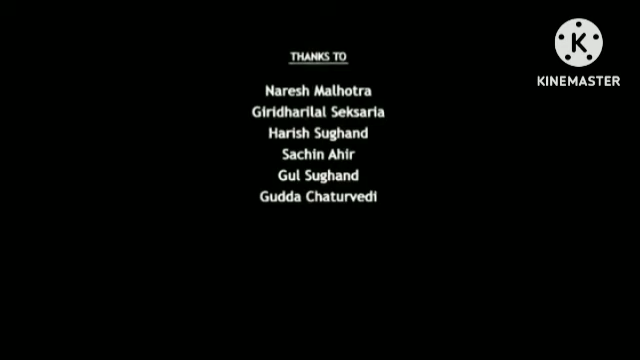 THANKS TO
Naresh Malhotra
Giridharilal Seksaria
Harish Sughand
Sachin Ahir
Gul Sughand
Gudda Chaturvedi
K
KINEMASTER